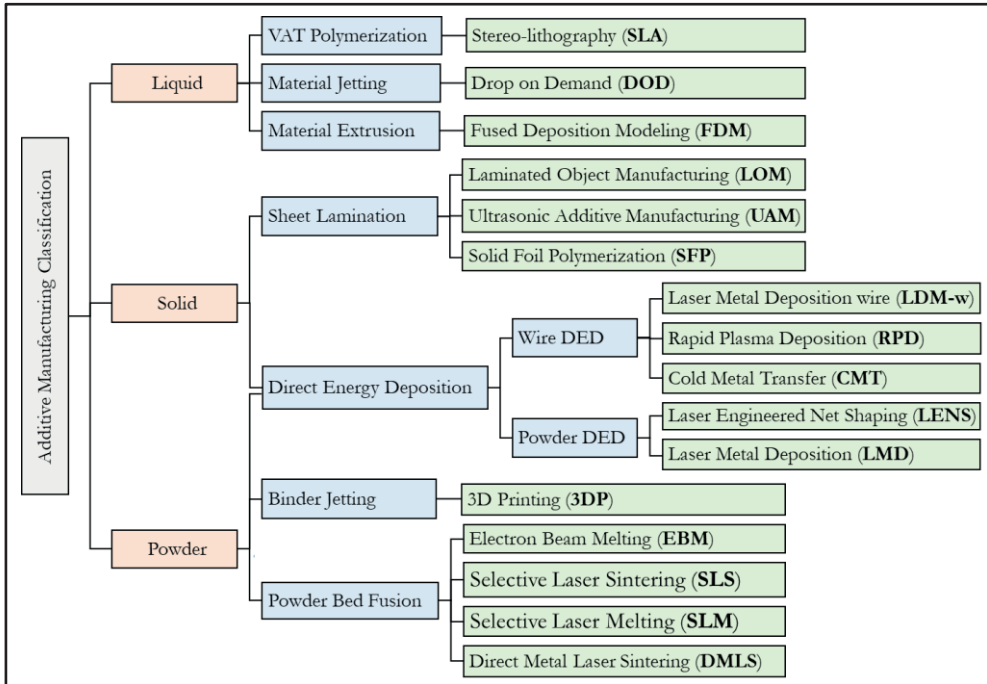 Additive Manufacturing Classification
Liquid
VAT Polymerization
Stereo-lithography (SLA)
Material Jetting
Drop on Demand (DOD)
Material Extrusion
Fused Deposition Modeling (FDM)
Solid
Sheet Lamination
Laminated Object Manufacturing (LOM)
Ultrasonic Additive Manufacturing (UAM)
Solid Foil Polymerization (SFP)
Direct Energy Deposition
Wire DED
Laser Metal Deposition wire (LDM-w)
Rapid Plasma Deposition (RPD)
Cold Metal Transfer (CMT)
Powder DED
Laser Engineered Net Shaping (LENS)
Laser Metal Deposition (LMD)
Powder
Binder Jetting
3D Printing (3DP)
Powder Bed Fusion
Electron Beam Melting (EBM)
Selective Laser Sintering (SLS)
Selective Laser Melting (SLM)
Direct Metal Laser Sintering (DMLS)